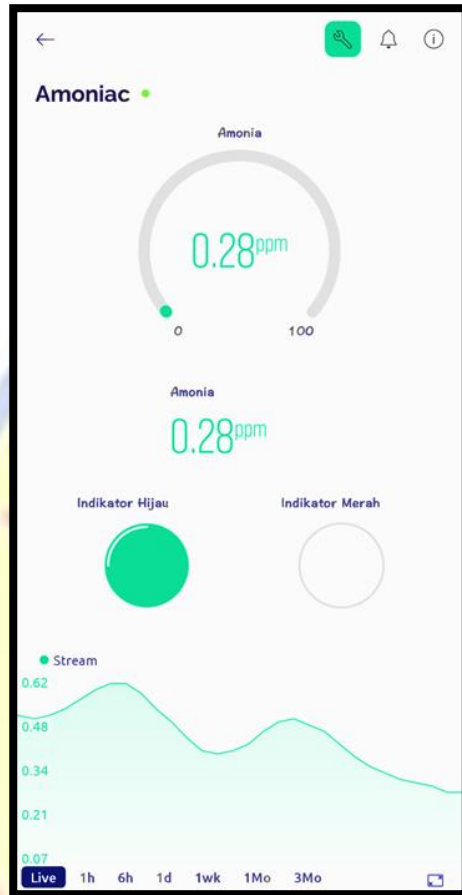 Amoniac
Amonia
0.28ppm
0 100
Amonia
0.28ppm
Indikator Hijau Indikator Merah
Stream
0.62
0.48
0.34
0.21
0.07
Live 1h 6h 1d 1wk 1Mo 3Mo